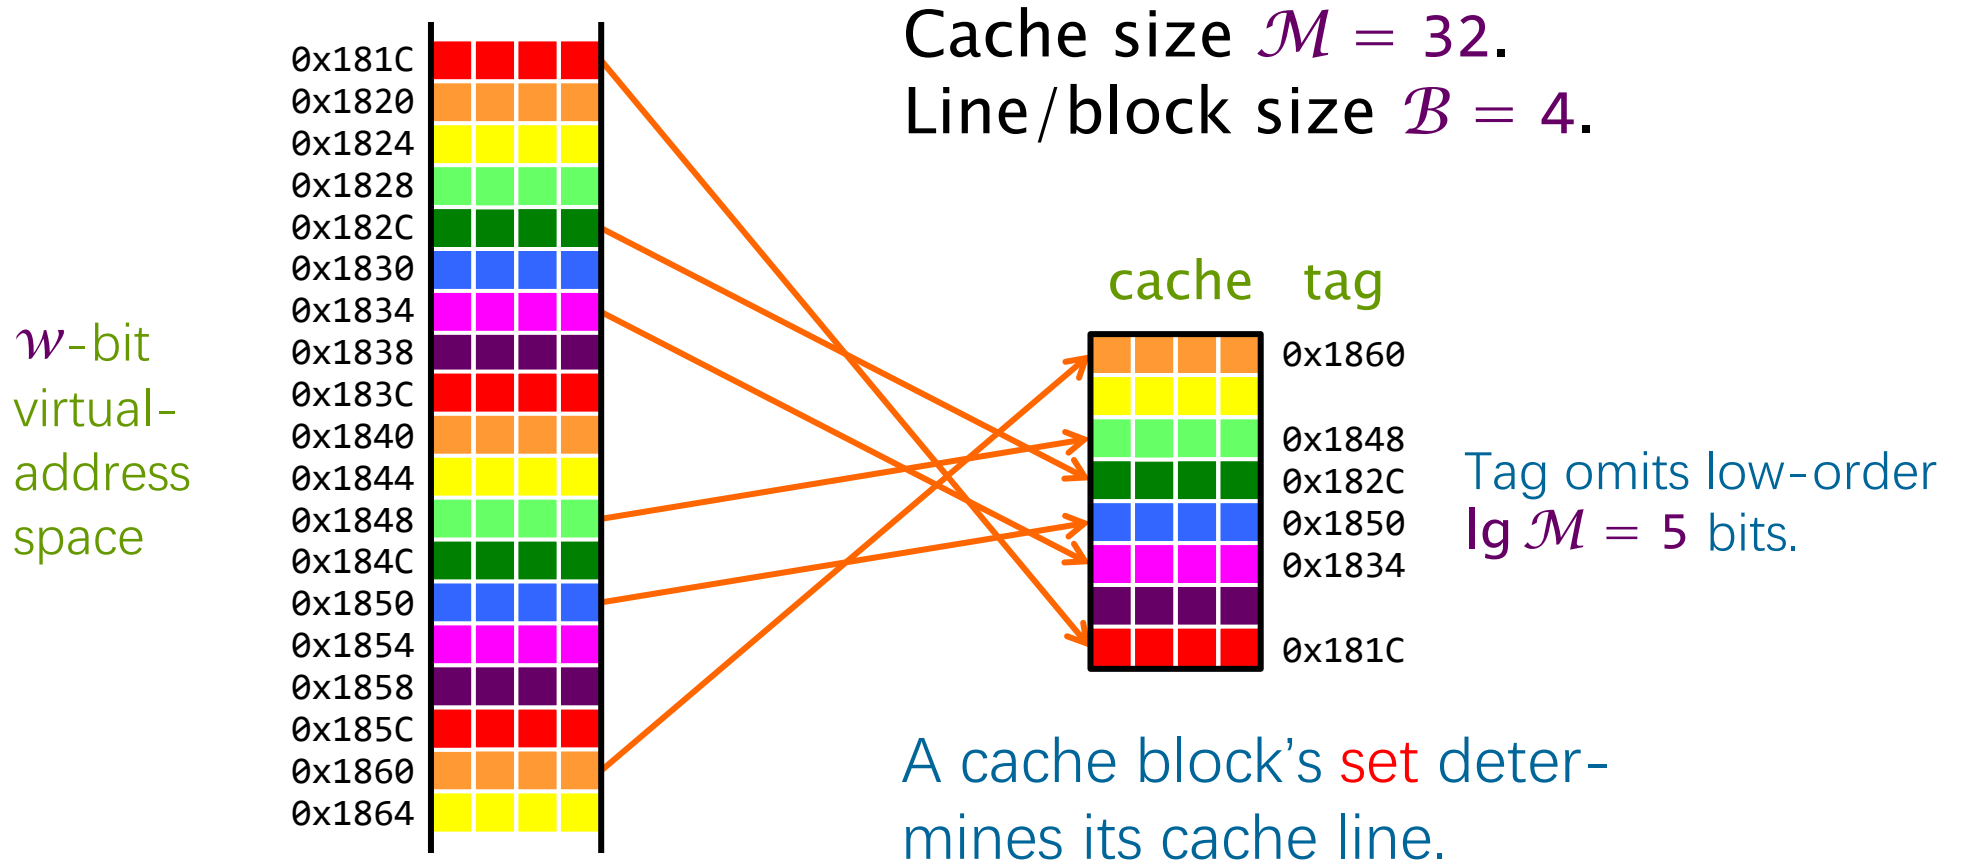 Cache size ℳ = 32.
Line/block size ℬ = 4.
0x181C
0x1820
0x1824
0x1828
0x182C
0x1830
0x1834
0x1838
0x183C
0x1840
0x1844
0x1848
0x184C
0x1850
0x1854
0x1858
0x185C
0x1860
0x1864
𝓌-bit
virtual-
address
space
cache tag
0x1860
0x1848
0x182C
0x1850
0x1834
0x181C
Tag omits low-order
lg ℳ = 5 bits.
A cache block’s set deter-
mines its cache line.